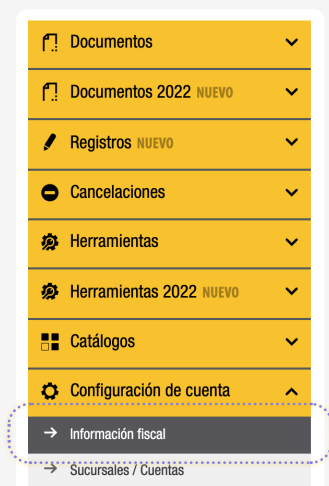 Documentos
Documentos 2022 NUEVO
Registros NUEVO
Cancelaciones
Herramientas
Herramientas 2022 NUEVO
Catálogos
Configuración de cuenta
Información fiscal
Sucursales / Cuentas